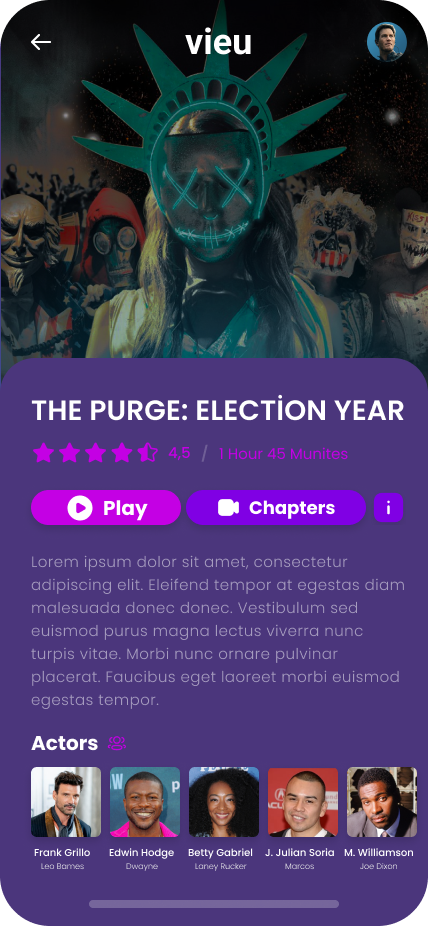 vieu
THE PURGE: ELECTİON YEAR
4,5 / 1 Hour 45 Munites
Play Chapters i
Lorem ipsum dolor sit amet, consectetur
adipiscing elit. Eleifend tempor at egestas diam
malesuada donec donec. Vestibulum sed
euismod purus magna lectus viverra nunc
turpis vitae. Morbi nunc ornare pulvinar
placerat. Faucibus eget laoreet morbi euismod
egestas tempor.
Actors
Frank Grillo Edwin Hodge Betty Gabriel J. Julian Soria M. Williamson
Leo Barnes Dwayne Laney Rucker Marcos Joe Dixon